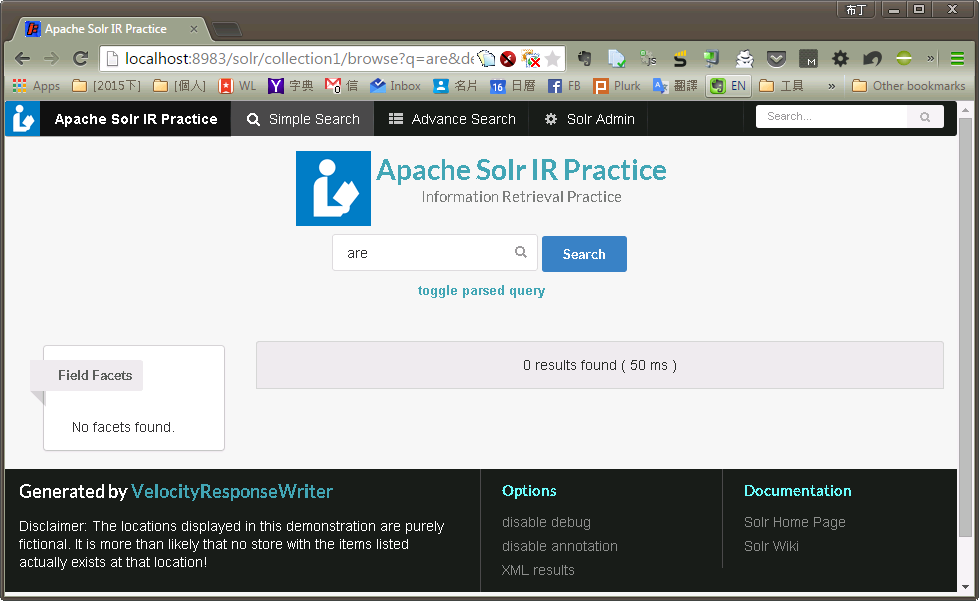 布丁
Apache Solr IR Practice
localhost:8983/solr/collection1/browse?q=are&de
Apps [2015下] [個人] WL 字典 信 Inbox 名片 16 日曆 FB Plurk 翻譯 EN 工具 » Other bookmarks
Apache Solr IR Practice Simple Search Advance Search Solr Admin Search...
Apache Solr IR Practice
Information Retrieval Practice
are Search
toggle parsed query
Field Facets
No facets found.
0 results found ( 50 ms )
Generated by VelocityResponseWriter
Disclaimer: The locations displayed in this demonstration are purely
fictional. It is more than likely that no store with the items listed
actually exists at that location!
Options
disable debug
disable annotation
XML results
Documentation
Solr Home Page
Solr Wiki